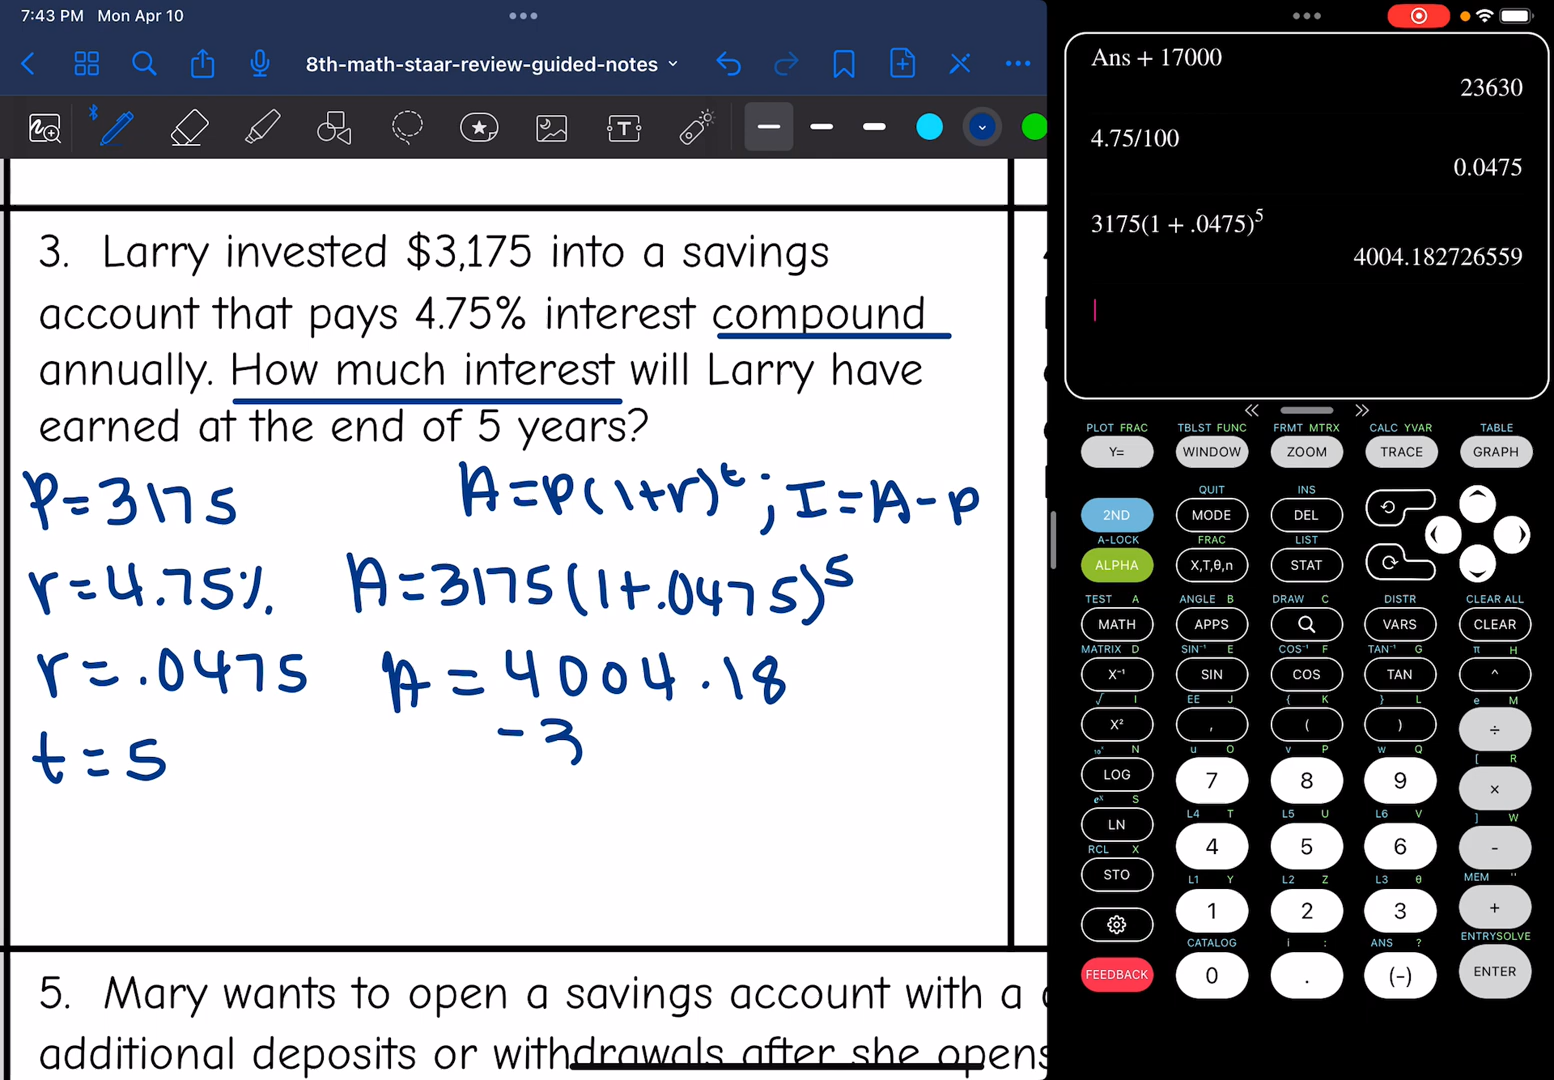 7:43 PM Mon Apr 10
8th-math-staar-review-guided-notes
3. Larry invested $3,175 into a savings
account that pays 4.75% interest compound
annually. How much interest will Larry have
earned at the end of 5 years?
P=3175
A=P(1+r)^t ; I=A-P
r=4.75%
A=3175(1+.0475)^5
r=.0475
A=4004.18
t=5
-3
5. Mary wants to open a savings account with a
additional deposits or withdrawals after she opens
Ans + 17000
23630
4.75/100
0.0475
3175(1 + .0475)^5
4004.182726559
PLOT FRAC TBLST FUNC FRMT MTRX CALC YVAR TABLE
Y= WINDOW ZOOM TRACE GRAPH
QUIT INS
2ND MODE DEL
A-LOCK FRAC LIST
ALPHA X,T,θ,n STAT
TEST A ANGLE B DRAW C DISTR CLEAR ALL
MATH APPS VARS CLEAR
MATRIX D SIN⁻¹ E COS⁻¹ F TAN⁻¹ G π H
X⁻¹ SIN COS TAN ^
√ I EE J { K } L e M
X² , ( ) ÷
10ˣ N u O v P w Q [ R
LOG 7 8 9 ×
eˣ S L4 T L5 U L6 V ] W
LN 4 5 6 -
RCL X L1 Y L2 Z L3 θ MEM "
STO 1 2 3 +
CATALOG i : ANS ? ENTRY SOLVE
FEEDBACK 0 . (-) ENTER